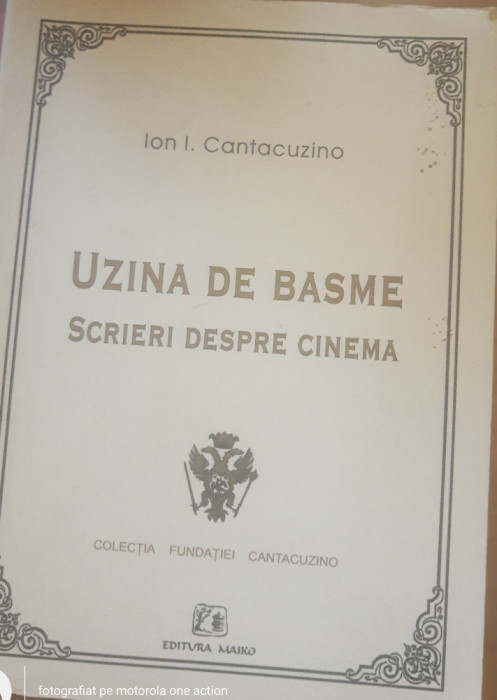 Ion I. Cantacuzino
UZINA DE BASME
SCRIERI DESPRE CINEMA
COLECȚIA FUNDAȚIEI CANTACUZINO
EDITURA MAIKO
fotografiat pe motorola one action